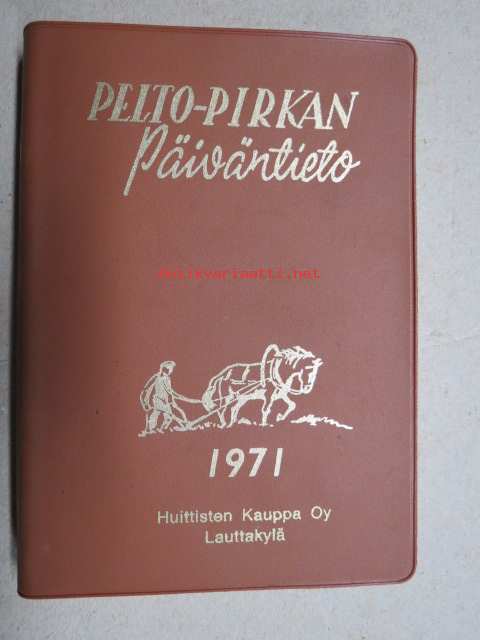 PELTO-PIRKAN
Päiväntieto
antikvariaatti.net
1971
Huittisten Kauppa Oy
Lauttakylä